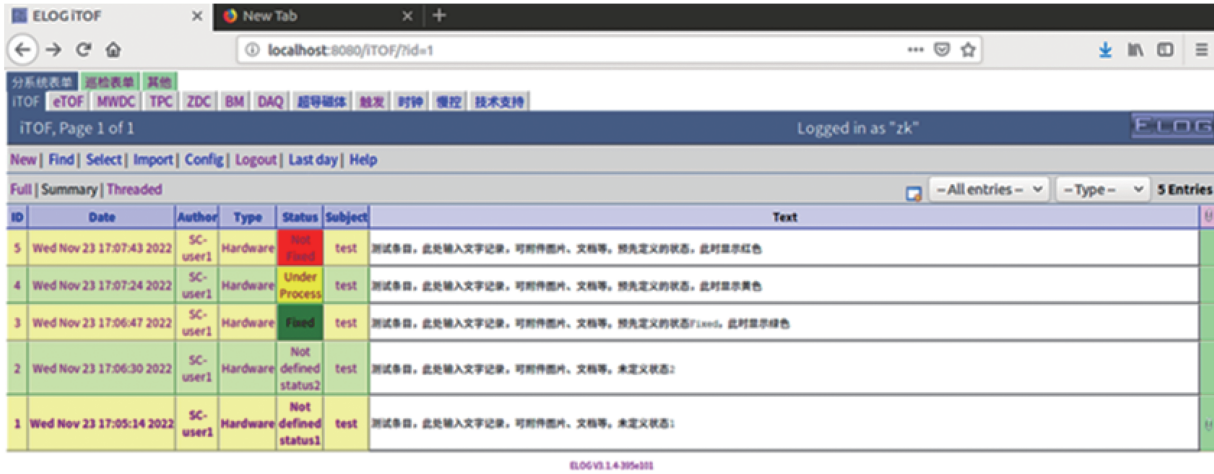 ELOG iTOF × New Tab × +
localhost:8080/iTOF/?id=1
分系统表单 巡检表单 其他
iTOF eTOF MWDC TPC ZDC BM DAQ 超导磁体 触发 时钟 慢控 技术支持
iTOF, Page 1 of 1 Logged in as "zk" ELOG
New | Find | Select | Import | Config | Logout | Last day | Help
Full | Summary | Threaded – All entries – – Type – 5 Entries
ID Date Author Type Status Subject Text
5 Wed Nov 23 17:07:43 2022 SC-user1 Hardware Not Fixed test 测试条目，此处输入文字记录，可附件图片、文档等。预先定义的状态，此时显示红色
4 Wed Nov 23 17:07:24 2022 SC-user1 Hardware Under Process test 测试条目，此处输入文字记录，可附件图片、文档等。预先定义的状态，此时显示黄色
3 Wed Nov 23 17:06:47 2022 SC-user1 Hardware Fixed test 测试条目，此处输入文字记录，可附件图片、文档等。预先定义的状态Fixed，此时显示绿色
2 Wed Nov 23 17:06:30 2022 SC-user1 Hardware Not defined status2 test 测试条目，此处输入文字记录，可附件图片、文档等。未定义状态2
1 Wed Nov 23 17:05:14 2022 SC-user1 Hardware Not defined status1 test 测试条目，此处输入文字记录，可附件图片、文档等。未定义状态1
ELOG V3.1.4-395e101